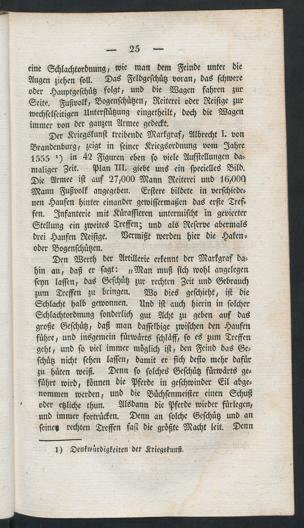 — 25 —
eine Schlachtordnung, wie man dem Feinde unter die
Augen ziehen soll. Das Feldgeschütz voran, das schwere
oder Hauptgeschütz folgt, und die Wagen fahren zur
Seite. Fußvolk, Bogenschützen, Reiterei oder Reisige zur
wechselseitigen Unterstützung eingetheilt, doch die Wagen
immer von der ganzen Armee gedeckt.
Der Kriegskunst treibende Markgraf, Albrecht I. von
Brandenburg, zeigt in seiner Kriegsordnung vom Jahre
1555 ¹) in 42 Figuren eben so viele Aufstellungen da-
maliger Zeit. Plan III. giebt uns ein specielles Bild.
Die Armee ist auf 27,000 Mann Reiterei und 16,000
Mann Fußvolk angegeben. Erstere bildete in verschiede-
nen Haufen hinter einander gewissermaßen das erste Tref-
fen. Infanterie mit Kürassieren untermischt in gevierter
Stellung ein zweites Treffen; und als Reserve abermals
drei Haufen Reisige. Vermißt werden hier die Haken-
oder Bogenschützen.
Den Werth der Artillerie erkennt der Markgraf da-
hin an, daß er sagt: „Man muß sich wohl angelegen
seyn lassen, das Geschütz zur rechten Zeit und Gebrauch
zum Treffen zu bringen. Wo dies geschieht, ist die
Schlacht halb gewonnen. Und ist auch hierin in solcher
Schlachtordnung sonderlich gut Acht zu geben auf das
große Geschütz, daß man dasselbige zwischen den Haufen
führet, und insgemein fürwärts schläff, so es zum Treffen
geht, und so viel immer möglich ist, den Feind das Ge-
schütz nicht sehen lassen, damit er sich desto mehr dafür
zu hüten weiß. Denn so solches Geschütz fürwärts ge-
führt wird, können die Pferde in geschwinder Eil abge-
nommen werden, und die Büchsenmeister einen Schuß
oder etzliche thun. Alsdann die Pferde wieder fürlegen,
und immer fortrücken. Denn an solche Geschütz und an
seinem rechten Treffen fast die größte Macht leit. Denn
1) Denkwürdigkeiten der Kriegskunst.